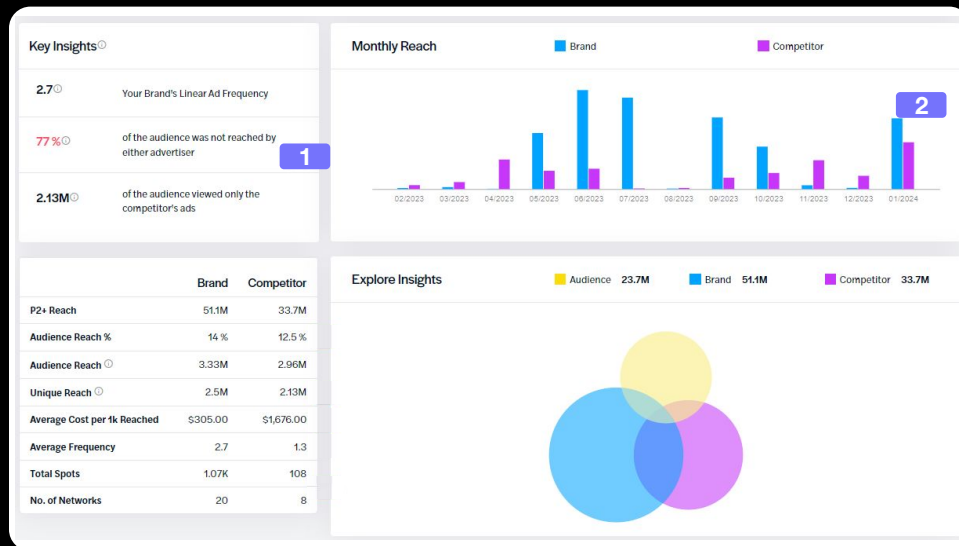 Key Insights
2.7
Your Brand's Linear Ad Frequency
77 %
of the audience was not reached by
either advertiser
1
2.13M
of the audience viewed only the
competitor's ads
Monthly Reach
Brand
Competitor
2
02/2023 03/2023 04/2023 05/2023 06/2023 07/2023 08/2023 09/2023 10/2023 11/2023 12/2023 01/2024
Brand Competitor
P2+ Reach 51.1M 33.7M
Audience Reach % 14 % 12.5 %
Audience Reach 3.33M 2.96M
Unique Reach 2.5M 2.13M
Average Cost per 1k Reached $305.00 $1,676.00
Average Frequency 2.7 1.3
Total Spots 1.07K 108
No. of Networks 20 8
Explore Insights
Audience 23.7M
Brand 51.1M
Competitor 33.7M